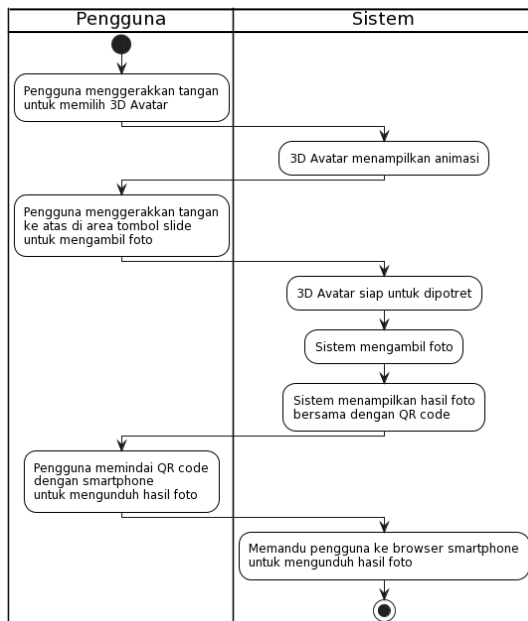 Pengguna
Sistem
Pengguna menggerakkan tangan
untuk memilih 3D Avatar
3D Avatar menampilkan animasi
Pengguna menggerakkan tangan
ke atas di area tombol slide
untuk mengambil foto
3D Avatar siap untuk dipotret
Sistem mengambil foto
Sistem menampilkan hasil foto
bersama dengan QR code
Pengguna memindai QR code
dengan smartphone
untuk mengunduh hasil foto
Memandu pengguna ke browser smartphone
untuk mengunduh hasil foto